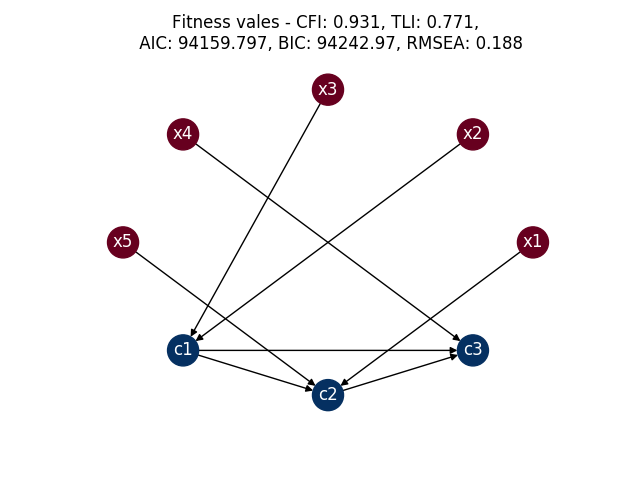 Fitness vales - CFI: 0.931, TLI: 0.771,
AIC: 94159.797, BIC: 94242.97, RMSEA: 0.188
x3
x4
x2
x5
x1
c1
c3
c2